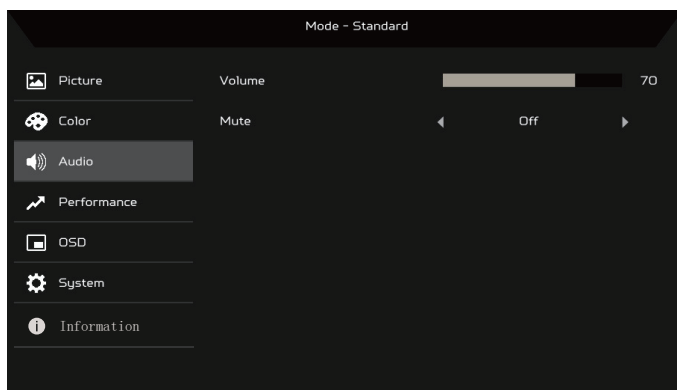 Mode - Standard
Picture
Volume
70
Color
Mute
Off
Audio
Performance
OSD
System
Information